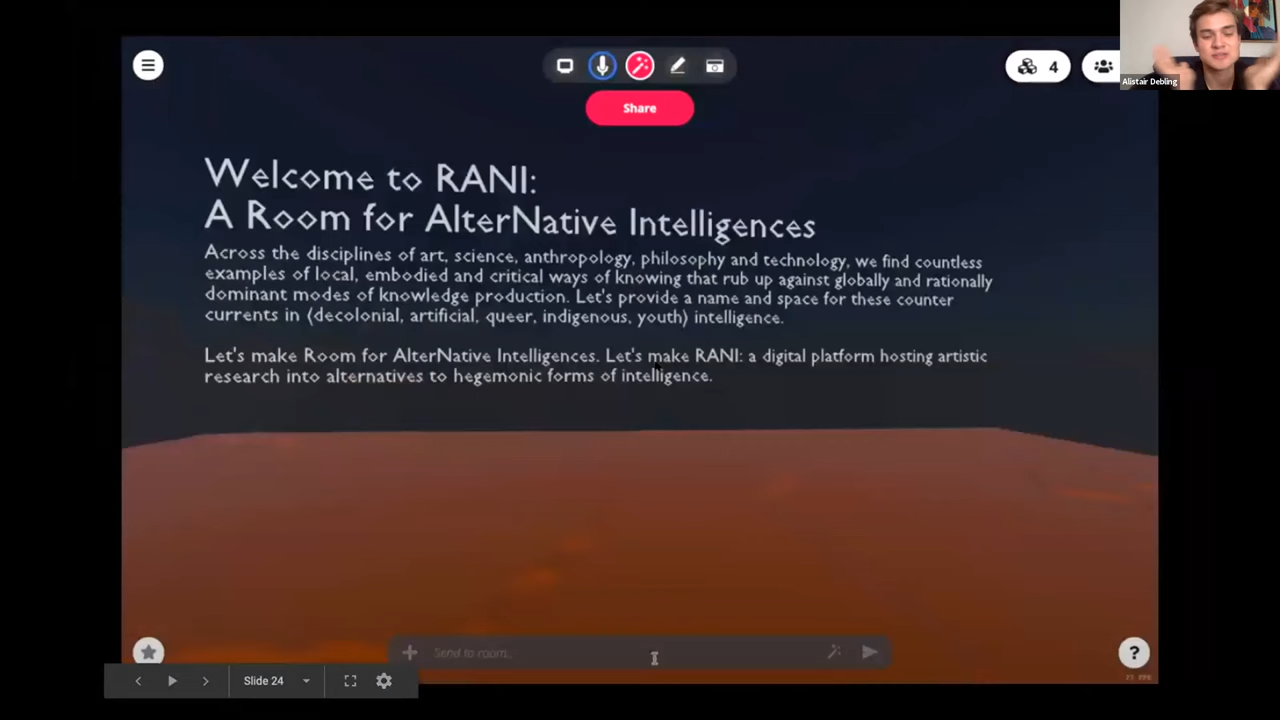 4
Alistair Debling
Share
Welcome to RANI:
A Room for AlterNative Intelligences
Across the disciplines of art, science, anthropology, philosophy and technology, we find countless
examples of local, embodied and critical ways of knowing that rub up against globally and rationally
dominant modes of knowledge production. Let's provide a name and space for these counter
currents in (decolonial, artificial, queer, indigenous, youth) intelligence.
Let's make Room for AlterNative Intelligences. Let's make RANI: a digital platform hosting artistic
research into alternatives to hegemonic forms of intelligence.
Send to room...
?
Slide 24